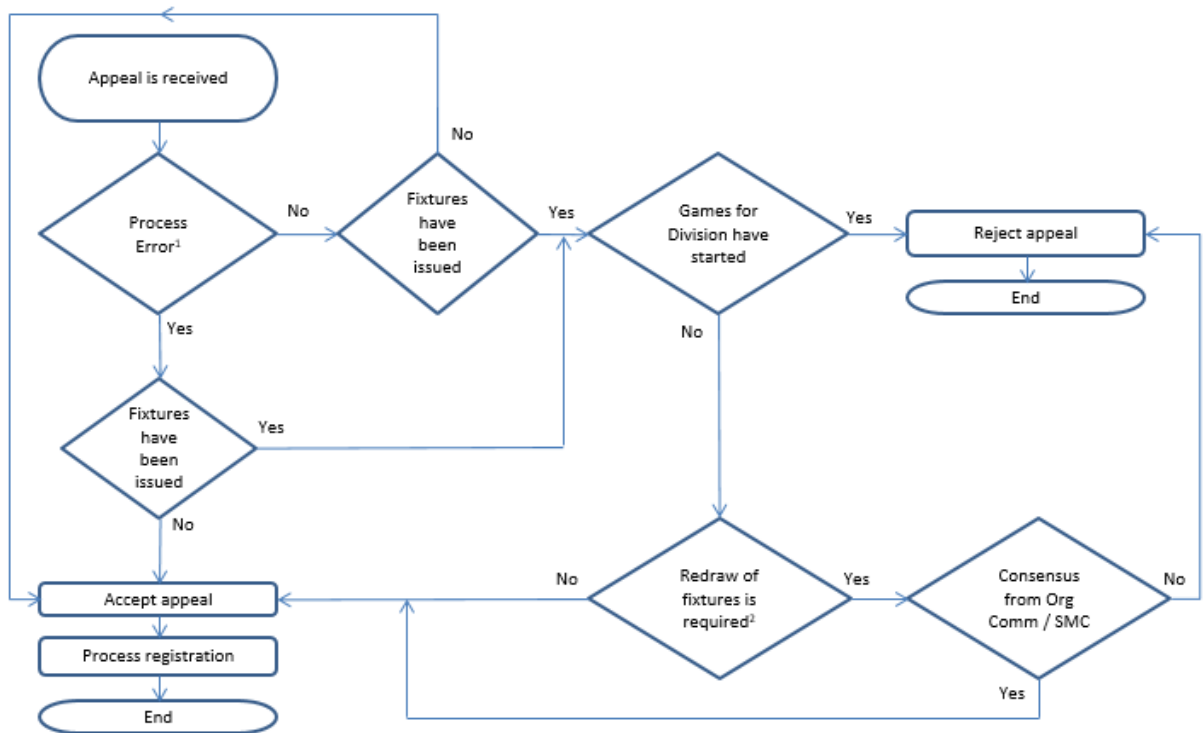 No
Appeal is received
Process
Error¹
No
Fixtures
have
been
issued
Yes
Games for
Division have
started
Yes
Reject appeal
End
Yes
No
Fixtures
have
been
issued
Yes
No
No
Redraw of
fixtures is
required²
Yes
Consensus
from Org
Comm / SMC
No
Accept appeal
Process registration
Yes
End